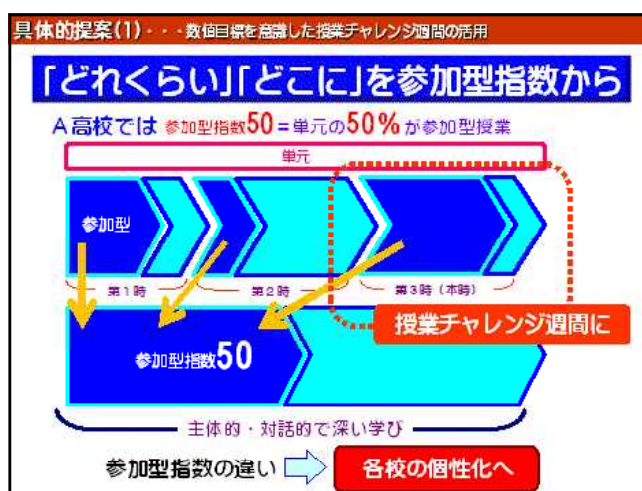 具体的提案(1)・・・数値目標を意識した授業チャレンジ週間の活用
「どれくらい」「どこに」を参加型指数から
A高校では 参加型指数50=単元の50%が参加型授業
単元
参加型
第1時 第2時 第3時(本時)
授業チャレンジ週間に
参加型指数50
主体的・対話的で深い学び
参加型指数の違い 各校の個性化へ